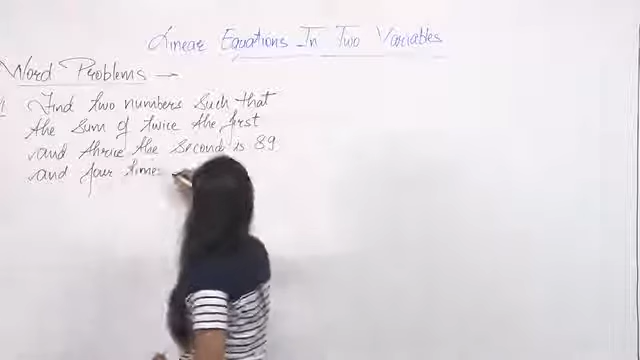 Linear Equations In Two Variables
Word Problems →
Find two numbers such that
the sum of twice the first
and thrice the second is 89
and four times